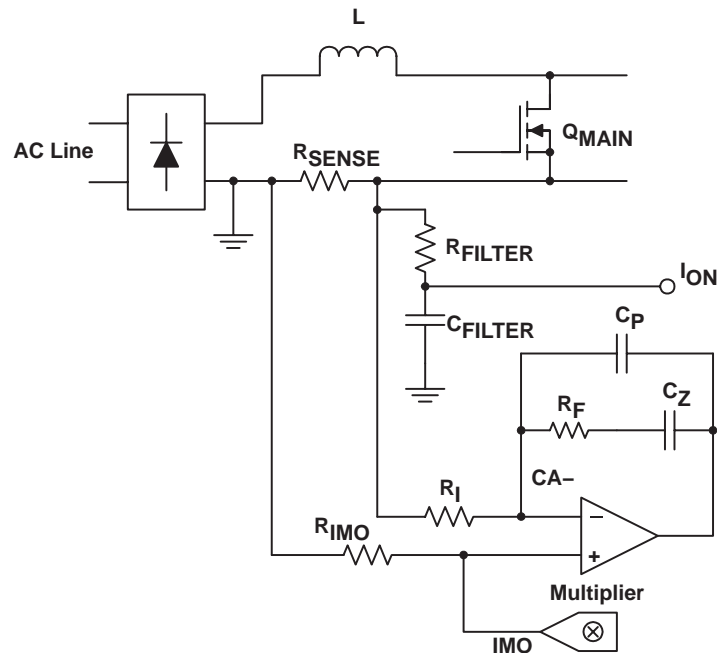 L
AC Line
QMAIN
RSENSE
RFILTER
ION
CFILTER
CP
RF
CZ
CA–
RI
–
RIMO
+
Multiplier
IMO